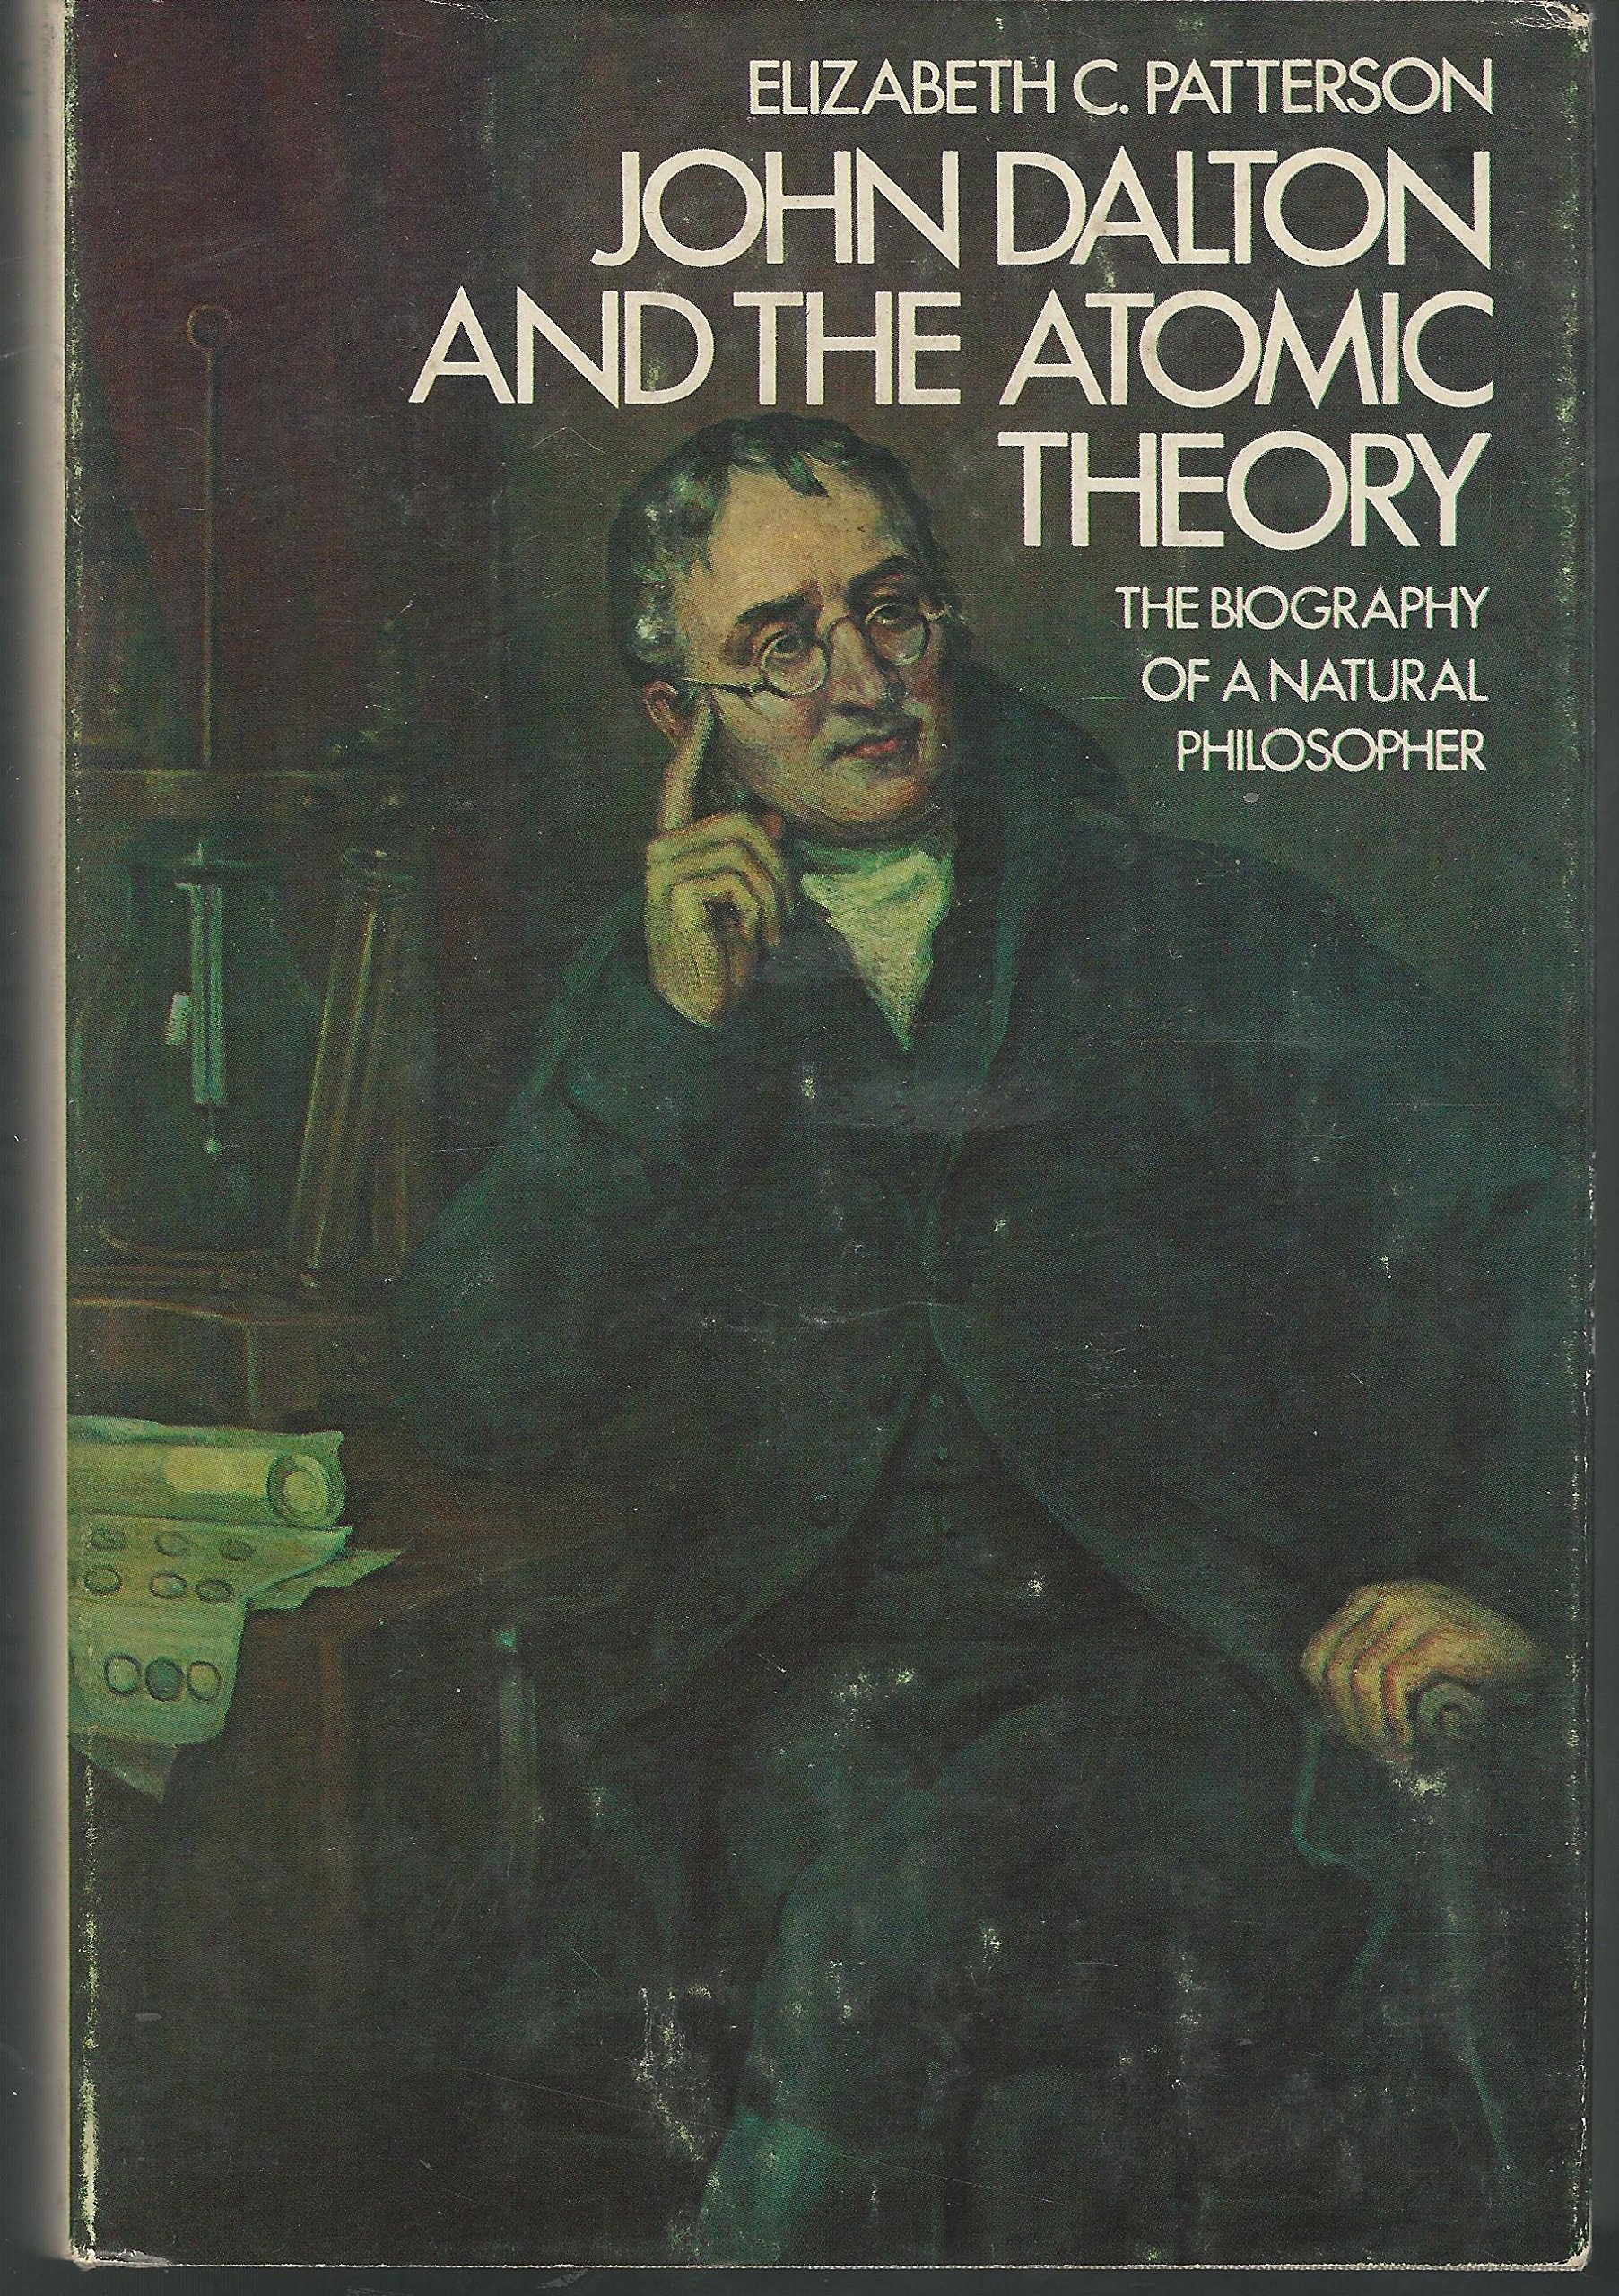 ELIZABETH C. PATTERSON
JOHN DALTON
AND THE ATOMIC
THEORY
THE BIOGRAPHY
OF A NATURAL
PHILOSOPHER